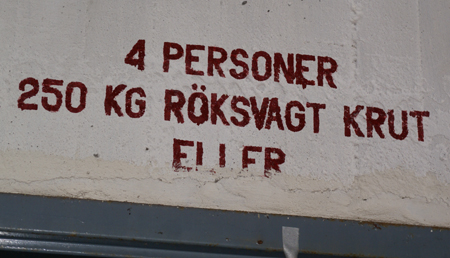 4 PERSONER
250 KG RÖKSVAGT KRUT
ELLER